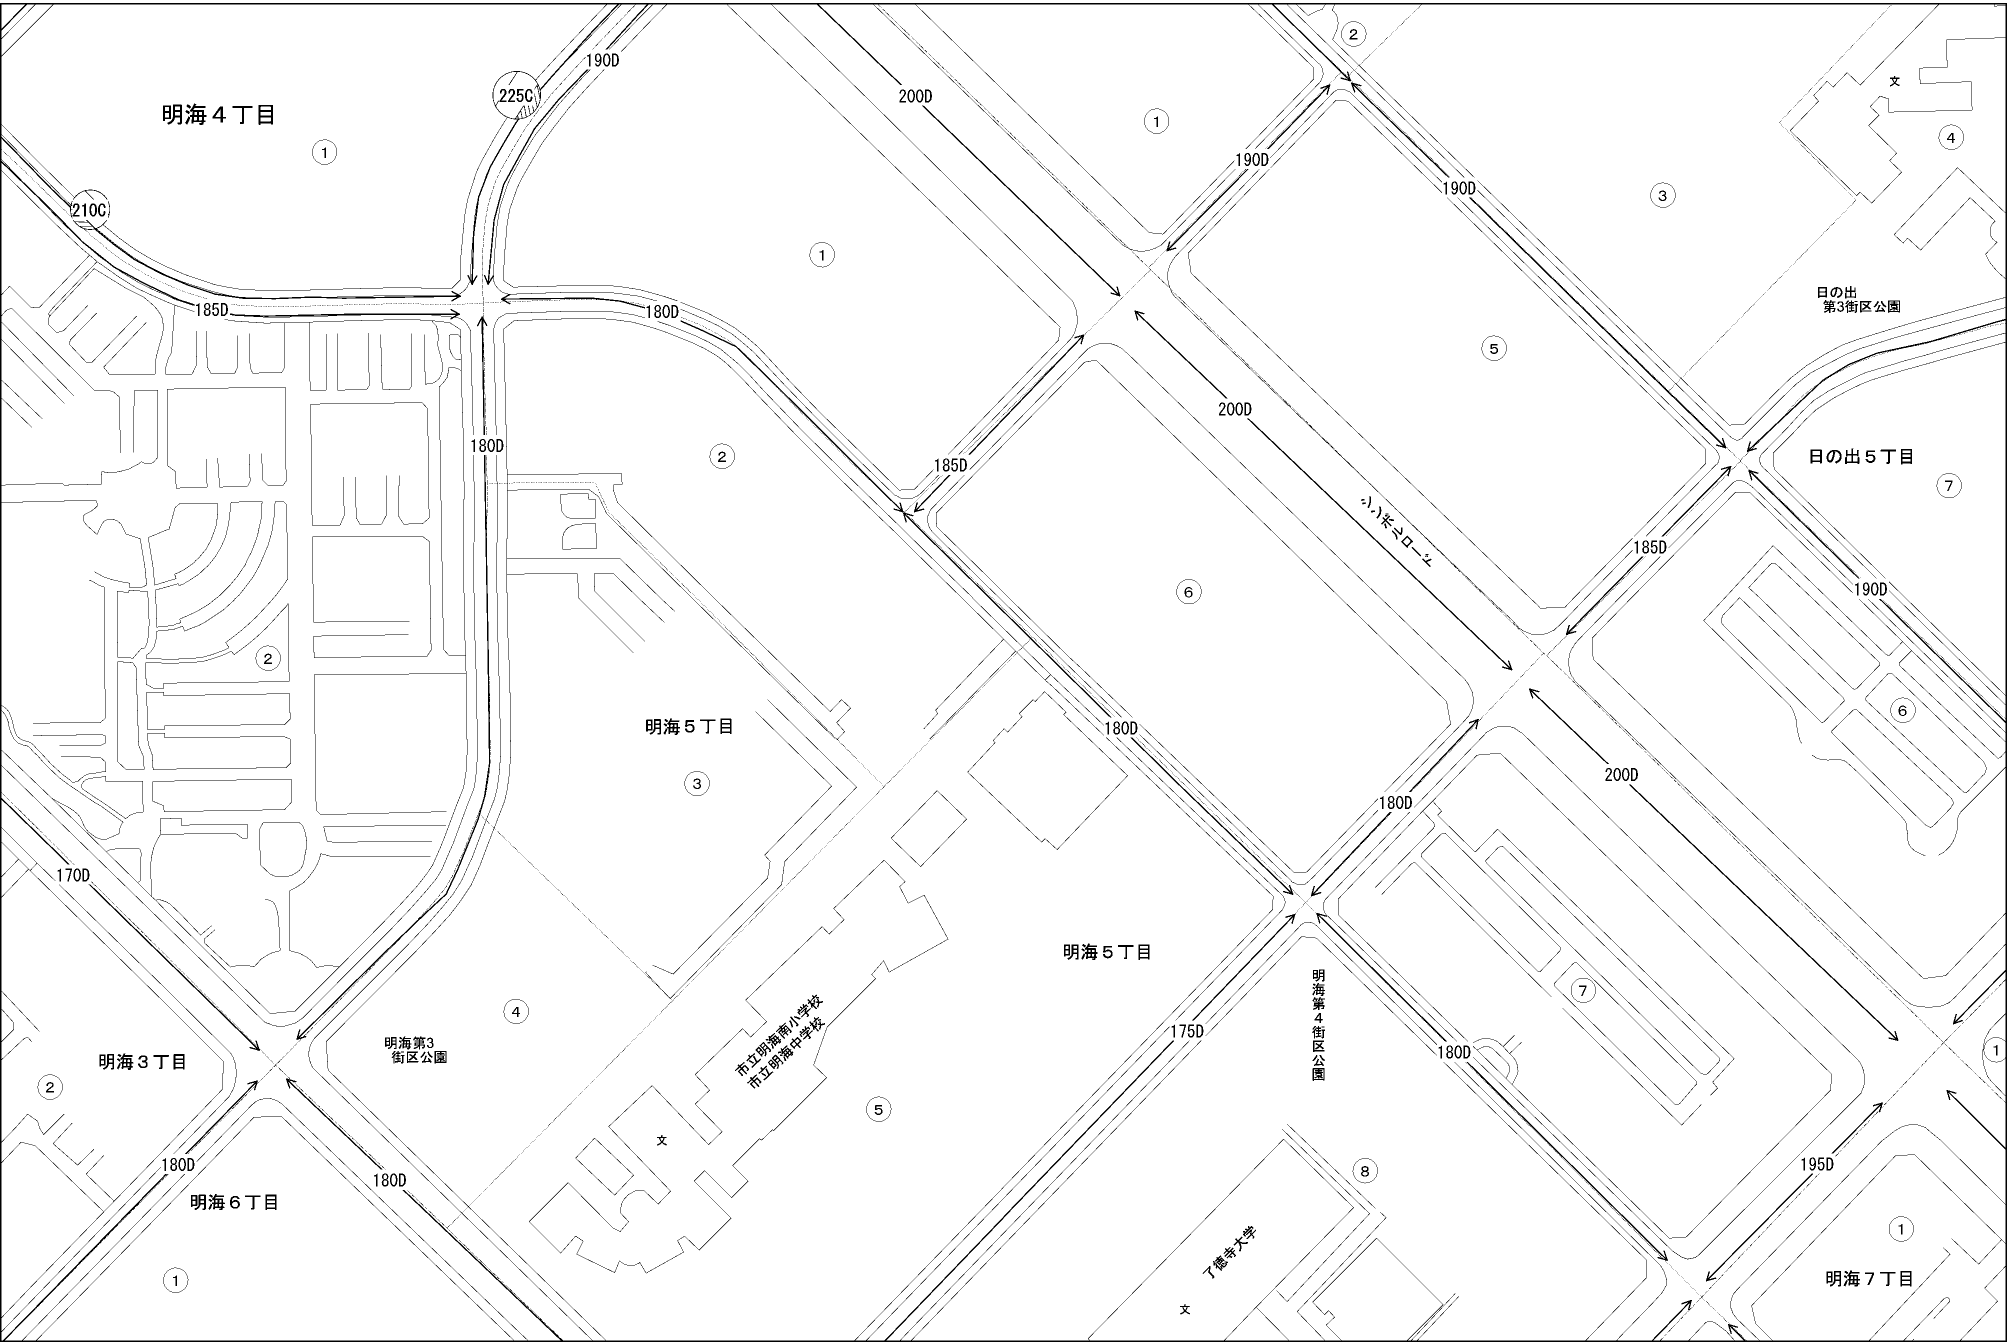 ②
190D
225C
200D
文
明海４丁目
①
①
④
①
190D
190D
③
210C
①
日の出
第3街区公園
185D
180D
⑤
200D
180D
②
185D
日の出５丁目
⑦
シンボルロード
185D
190D
⑥
②
⑥
明海５丁目
180D
③
200D
180D
170D
明海５丁目
⑦
④
明海第4街区公園
市立明海南小学校
市立明海中学校
175D
明海第3
街区公園
180D
①
明海３丁目
②
⑤
文
180D
180D
⑧
195D
明海６丁目
①
了徳寺大学
①
明海７丁目
文